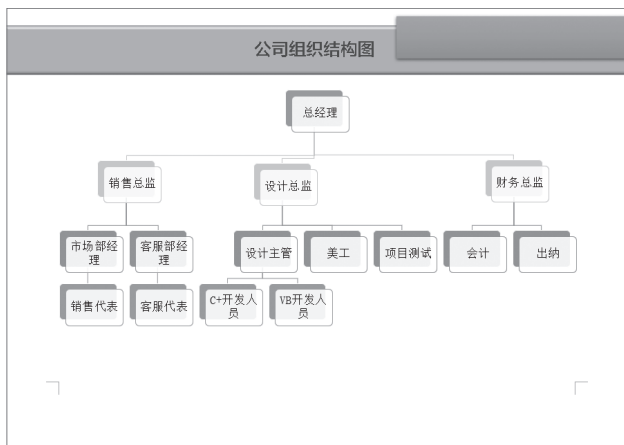 公司组织结构图
总经理
销售总监
设计总监
财务总监
市场部经
理
客服部经
理
设计主管
美工
项目测试
会计
出纳
销售代表
客服代表
C+开发人
员
VB开发人
员